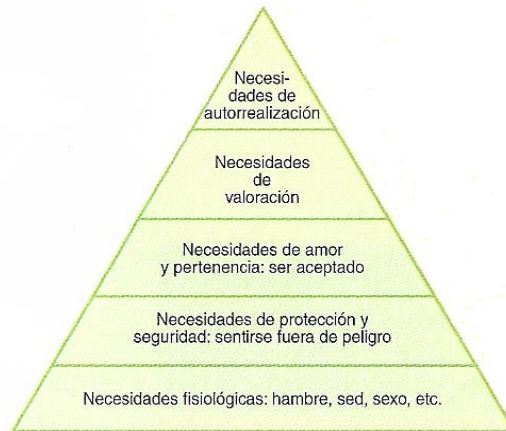 Necesi-
dades de
autorrealización
Necesidades
de
valoración
Necesidades de amor
y pertenencia: ser aceptado
Necesidades de protección y
seguridad: sentirse fuera de peligro
Necesidades fisiológicas: hambre, sed, sexo, etc.